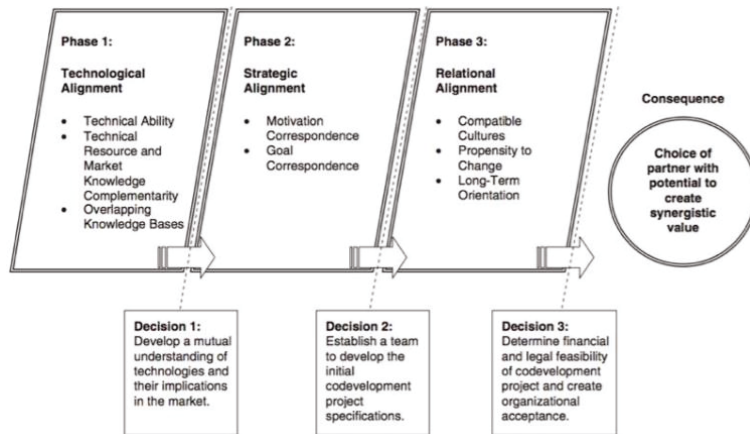 Phase 1:
Technological
Alignment
• Technical Ability
• Technical
Resource and
Market
Knowledge
Complementarity
• Overlapping
Knowledge Bases
Phase 2:
Strategic
Alignment
• Motivation
Correspondence
• Goal
Correspondence
Phase 3:
Relational
Alignment
• Compatible
Cultures
• Propensity to
Change
• Long-Term
Orientation
Consequence
Choice of
partner with
potential to
create
synergistic
value
Decision 1:
Develop a mutual
understanding of
technologies and
their implications
in the market.
Decision 2:
Establish a team
to develop the
initial
codevelopment
project
specifications.
Decision 3:
Determine financial
and legal feasibility
of codevelopment
project and create
organizational
acceptance.